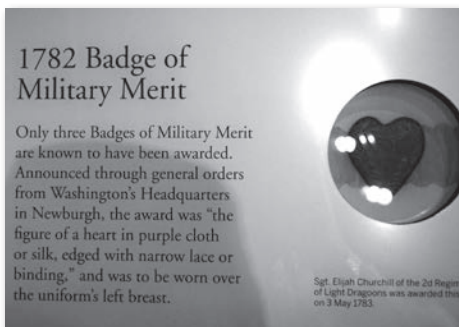 1782 Badge of
Military Merit
Only three Badges of Military Merit
are known to have been awarded.
Announced through general orders
from Washington's Headquarters
in Newburgh, the award was "the
figure of a heart in purple cloth
or silk, edged with narrow lace or
binding," and was to be worn over
the uniform's left breast.
Sgt. Elijah Churchill of the 2d Regim
of Light Dragoons was awarded this
on 3 May 1783.